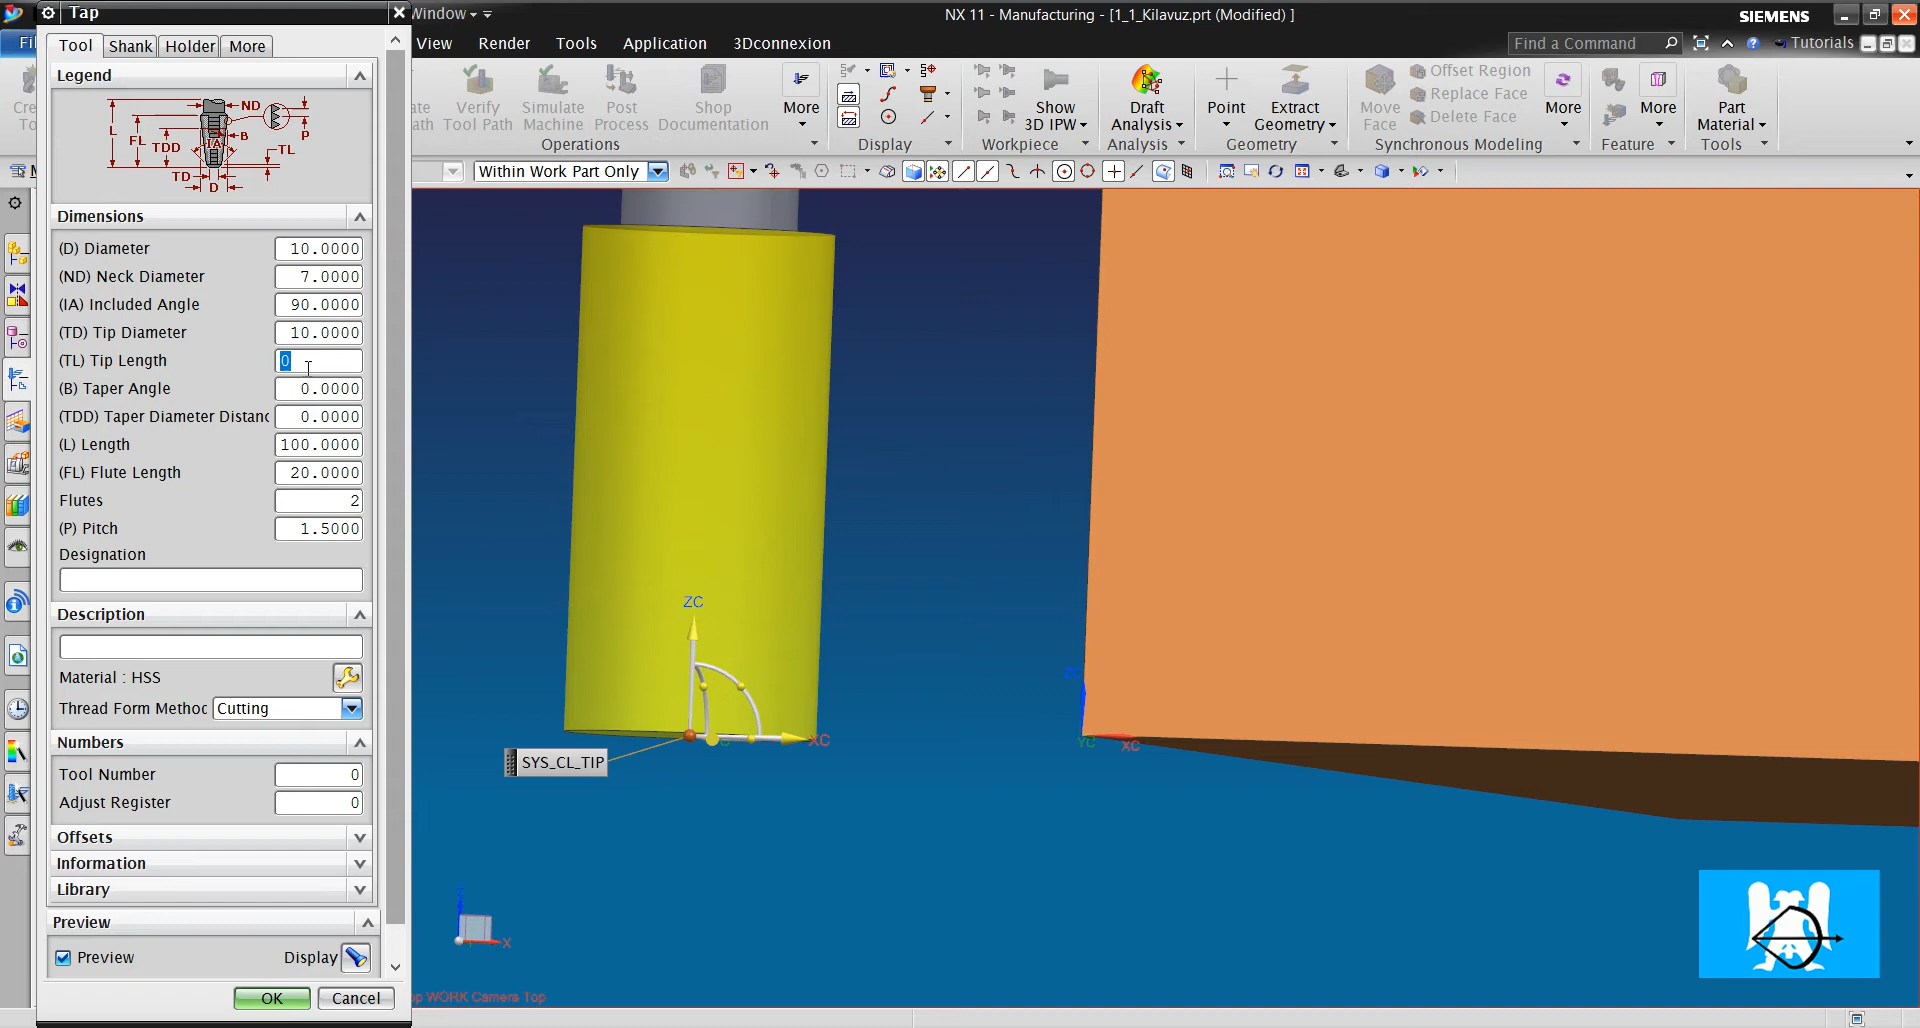 Tap
Window
NX 11 - Manufacturing - [1_1_Kilavuz.prt (Modified) ]
SIEMENS
View Render Tools Application 3Dconnexion
Find a Command
Tutorials
Tool Shank Holder More
Legend
L FL TDD TD D ND B IA TL P
Verify Tool Path
Simulate Machine
Post Process
Shop Documentation
More
Operations
Display
Show 3D IPW
Workpiece
Draft Analysis
Analysis
Point
Extract Geometry
Geometry
Move Face
Offset Region
Replace Face
Delete Face
More
Synchronous Modeling
More
Feature
Part Material
Tools
Within Work Part Only
Dimensions
(D) Diameter 10.0000
(ND) Neck Diameter 7.0000
(IA) Included Angle 90.0000
(TD) Tip Diameter 10.0000
(TL) Tip Length 0
(B) Taper Angle 0.0000
(TDD) Taper Diameter Distanc 0.0000
(L) Length 100.0000
(FL) Flute Length 20.0000
Flutes 2
(P) Pitch 1.5000
Designation
Description
Material : HSS
Thread Form Methoc Cutting
Numbers
Tool Number 0
Adjust Register 0
Offsets
Information
Library
Preview
Preview Display
OK Cancel
ZC
XC
SYS_CL_TIP
YC XC
X
WORK Camera Top